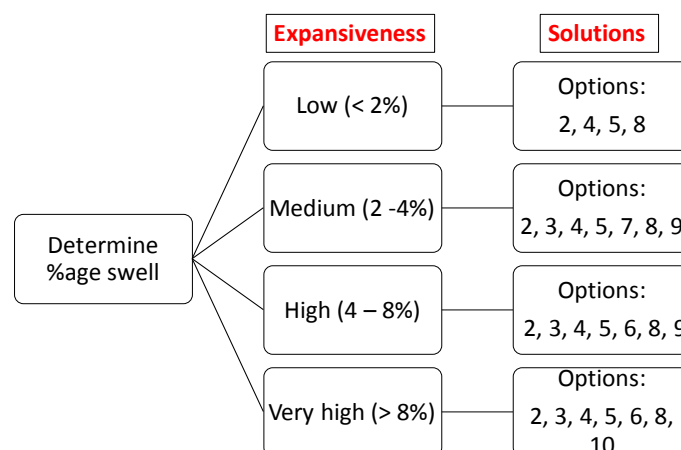 Expansiveness
Solutions
Determine
%age swell
Low (< 2%)
Options:
2, 4, 5, 8
Medium (2 -4%)
Options:
2, 3, 4, 5, 7, 8, 9
High (4 – 8%)
Options:
2, 3, 4, 5, 6, 8, 9
Very high (> 8%)
Options:
2, 3, 4, 5, 6, 8,
10